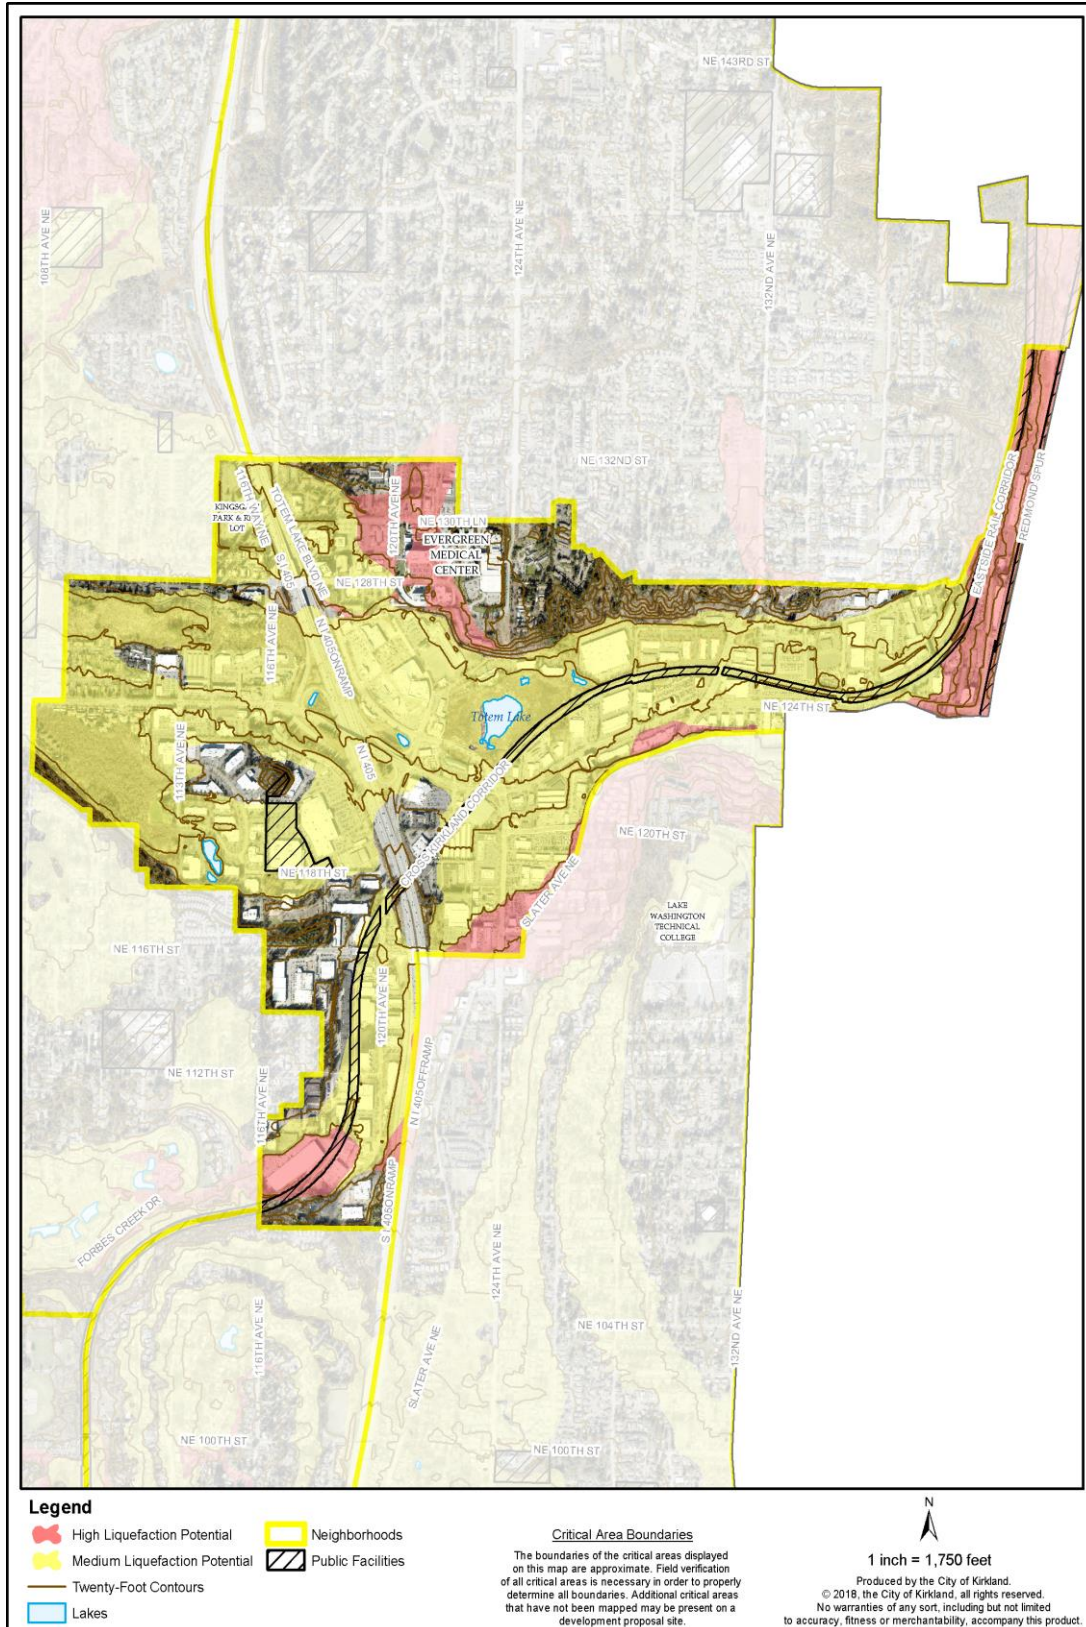 NE 143RD ST
108TH AVE NE
124TH AVE NE
132ND AVE NE
NE 132ND ST
116TH WAY NE
TOTEM LAKE BLVD NE
120TH AVE NE
KINGSG
PARK & R
LOT
NE 130TH LN
EVERGREEN
MEDICAL
CENTER
S I 405
NE 128TH ST
EASTSIDE RAIL CORRIDOR
REDMOND SPUR
116TH AVE NE
N I 405ONRAMP
NE 124TH ST
Totem Lake
N I 405
113TH AVE NE
CROSS KIRKLAND CORRIDOR
NE 120TH ST
NE 118TH ST
SLATER AVE NE
LAKE
WASHINGTON
TECHNICAL
COLLEGE
NE 116TH ST
120TH AVE NE
N I 405OFFRAMP
NE 112TH ST
116TH AVE NE
S I 405ONRAMP
FORBES CREEK DR
124TH AVE NE
NE 104TH ST
116TH AVE NE
SLATER AVE NE
132ND AVE NE
NE 100TH ST
NE 100TH ST
Legend
High Liquefaction Potential
Medium Liquefaction Potential
Twenty-Foot Contours
Lakes
Neighborhoods
Public Facilities
Critical Area Boundaries
The boundaries of the critical areas displayed
on this map are approximate. Field verification
of all critical areas is necessary in order to properly
determine all boundaries. Additional critical areas
that have not been mapped may be present on a
development proposal site.
N
1 inch = 1,750 feet
Produced by the City of Kirkland.
© 2018, the City of Kirkland, all rights reserved.
No warranties of any sort, including but not limited
to accuracy, fitness or merchantability, accompany this product.